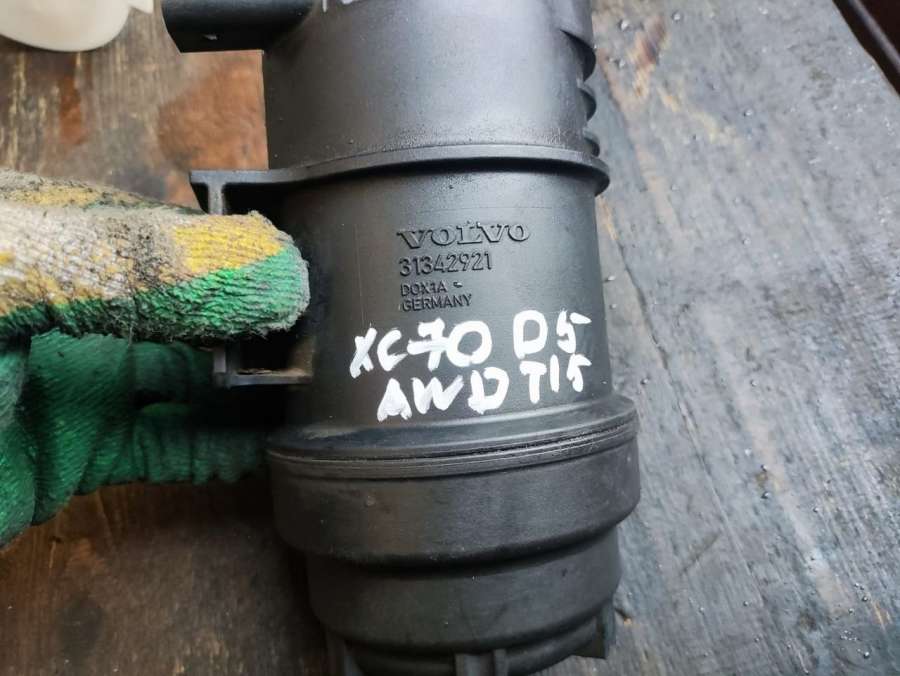 VOLVO
31342921
DOX1A -
GERMANY
XC70 D5
AWD T15